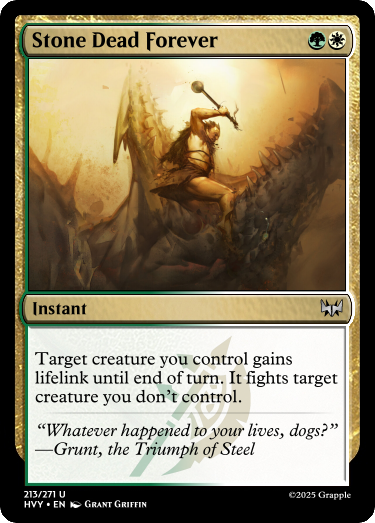 Stone Dead Forever
Instant
Target creature you control gains
lifelink until end of turn. It fights target
creature you don't control.
“Whatever happened to your lives, dogs?”
—Grunt, the Triumph of Steel
213/271 U
HVY • EN Grant Griffin
©2025 Grapple